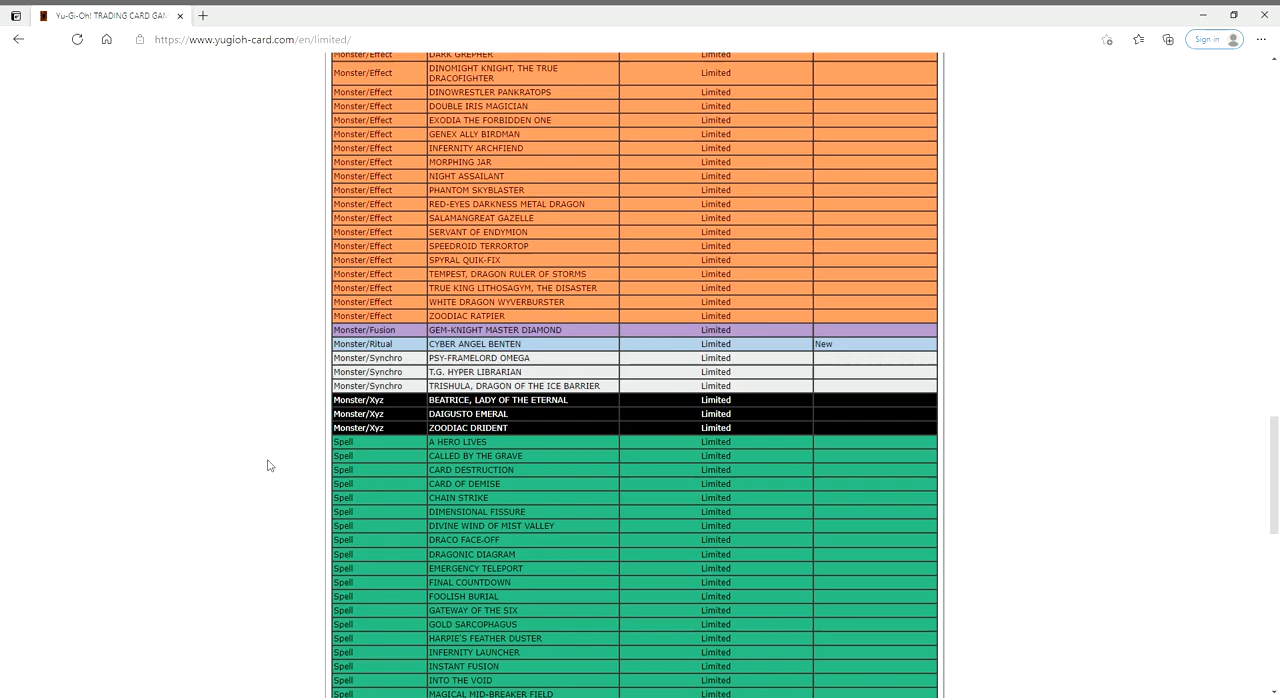 Yu-Gi-Oh! TRADING CARD GAM
https://www.yugioh-card.com/en/limited/
Sign in
Monster/Effect DARK GREPHER Limited
Monster/Effect DINOMIGHT KNIGHT, THE TRUE DRACOFIGHTER Limited
Monster/Effect DINOWRESTLER PANKRATOPS Limited
Monster/Effect DOUBLE IRIS MAGICIAN Limited
Monster/Effect EXODIA THE FORBIDDEN ONE Limited
Monster/Effect GENEX ALLY BIRDMAN Limited
Monster/Effect INFERNITY ARCHFIEND Limited
Monster/Effect MORPHING JAR Limited
Monster/Effect NIGHT ASSAILANT Limited
Monster/Effect PHANTOM SKYBLASTER Limited
Monster/Effect RED-EYES DARKNESS METAL DRAGON Limited
Monster/Effect SALAMANGREAT GAZELLE Limited
Monster/Effect SERVANT OF ENDYMION Limited
Monster/Effect SPEEDROID TERRORTOP Limited
Monster/Effect SPYRAL QUIK-FIX Limited
Monster/Effect TEMPEST, DRAGON RULER OF STORMS Limited
Monster/Effect TRUE KING LITHOSAGYM, THE DISASTER Limited
Monster/Effect WHITE DRAGON WYVERBURSTER Limited
Monster/Effect ZOODIAC RATPIER Limited
Monster/Fusion GEM-KNIGHT MASTER DIAMOND Limited
Monster/Ritual CYBER ANGEL BENTEN Limited New
Monster/Synchro PSY-FRAMELORD OMEGA Limited
Monster/Synchro T.G. HYPER LIBRARIAN Limited
Monster/Synchro TRISHULA, DRAGON OF THE ICE BARRIER Limited
Monster/Xyz BEATRICE, LADY OF THE ETERNAL Limited
Monster/Xyz DAIGUSTO EMERAL Limited
Monster/Xyz ZOODIAC DRIDENT Limited
Spell A HERO LIVES Limited
Spell CALLED BY THE GRAVE Limited
Spell CARD DESTRUCTION Limited
Spell CARD OF DEMISE Limited
Spell CHAIN STRIKE Limited
Spell DIMENSIONAL FISSURE Limited
Spell DIVINE WIND OF MIST VALLEY Limited
Spell DRACO FACE-OFF Limited
Spell DRAGONIC DIAGRAM Limited
Spell EMERGENCY TELEPORT Limited
Spell FINAL COUNTDOWN Limited
Spell FOOLISH BURIAL Limited
Spell GATEWAY OF THE SIX Limited
Spell GOLD SARCOPHAGUS Limited
Spell HARPIE'S FEATHER DUSTER Limited
Spell INFERNITY LAUNCHER Limited
Spell INSTANT FUSION Limited
Spell INTO THE VOID Limited
Spell MAGICAL MID-BREAKER FIELD Limited